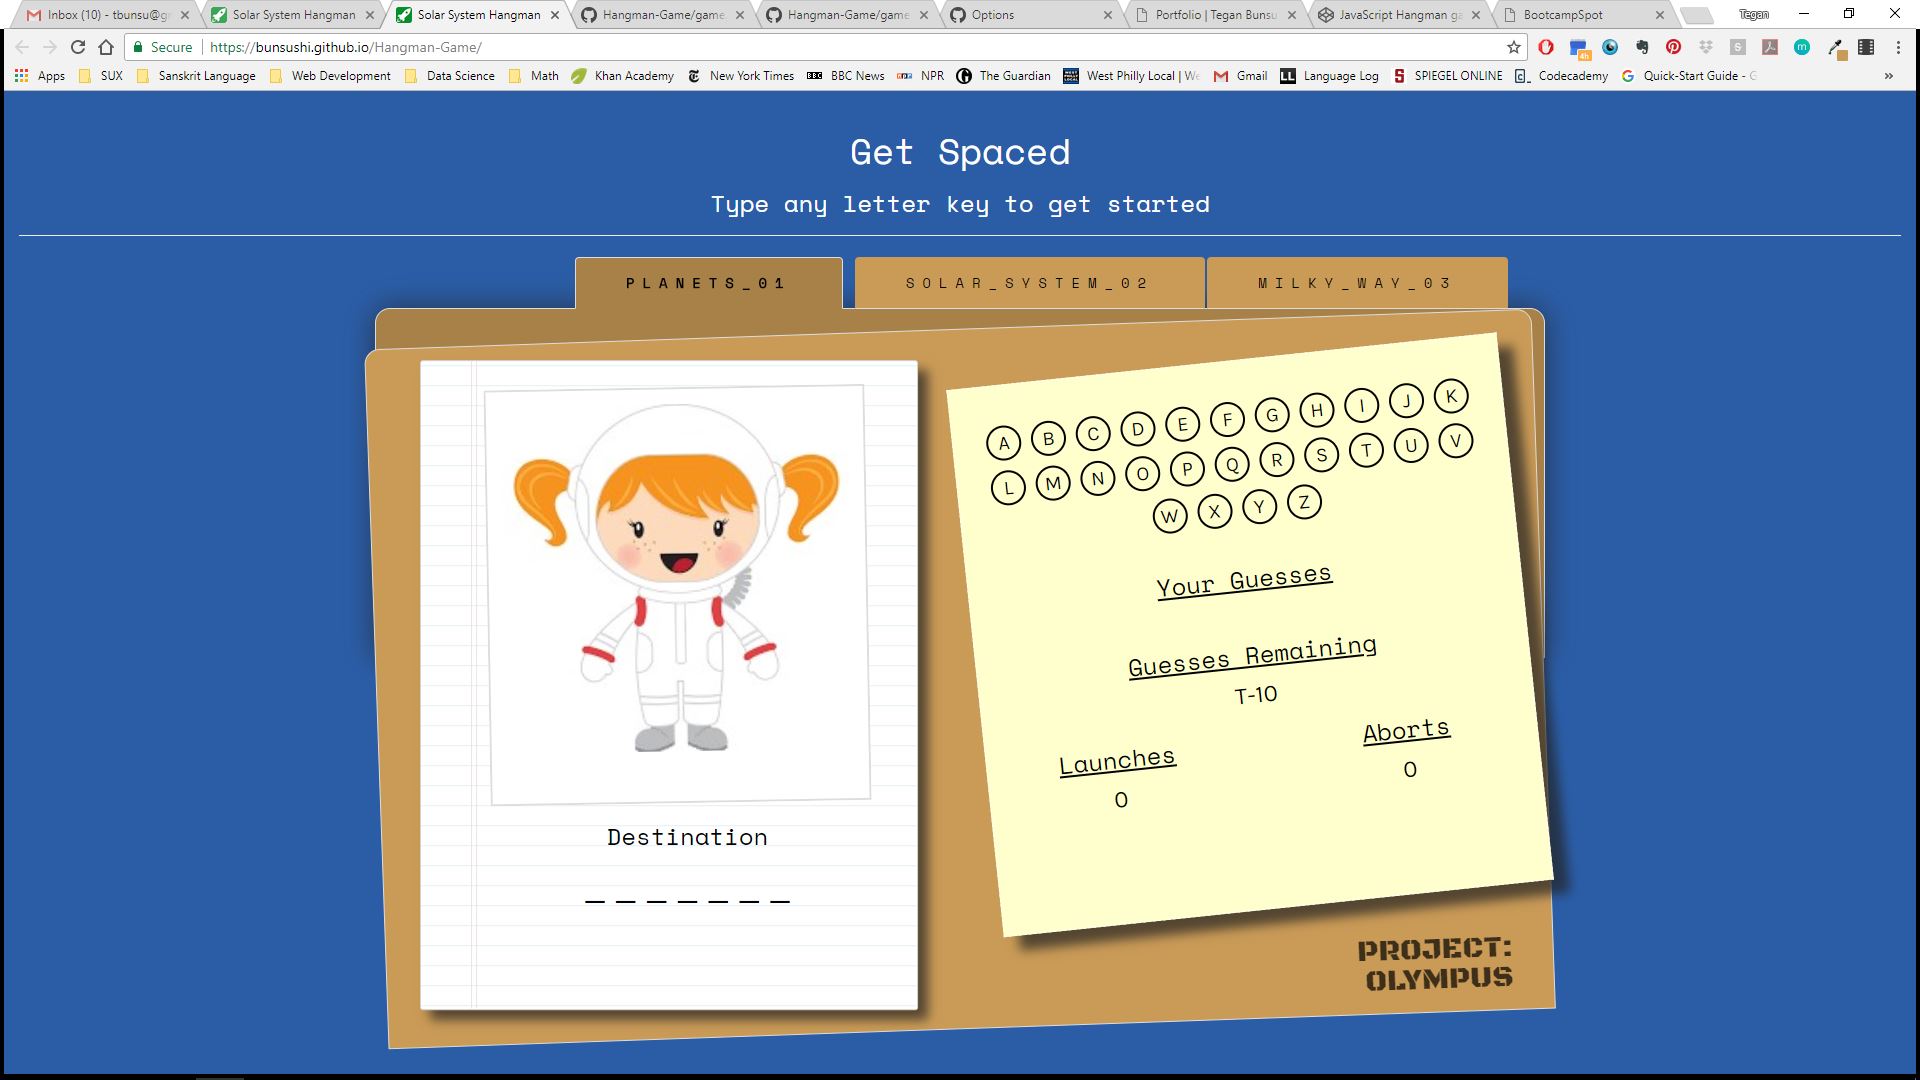 Inbox (10) - tbunsu@g
Solar System Hangman
Solar System Hangman
Hangman-Game/game
Hangman-Game/game
Options
Portfolio | Tegan Bunsu
JavaScript Hangman ga
BootcampSpot
Tegan
Secure
https://bunsushi.github.io/Hangman-Game/
Apps
SUX
Sanskrit Language
Web Development
Data Science
Math
Khan Academy
New York Times
BBC News
NPR
The Guardian
West Philly Local | We
Gmail
Language Log
SPIEGEL ONLINE
Codecademy
Quick-Start Guide - G
Get Spaced
Type any letter key to get started
PLANETS_01
SOLAR_SYSTEM_02
MILKY_WAY_03
A B C D E F G H I J K
L M N O P Q R S T U V
W X Y Z
Your Guesses
Guesses Remaining
T-10
Launches
0
Aborts
0
Destination
_ _ _ _ _ _ _
PROJECT:
OLYMPUS